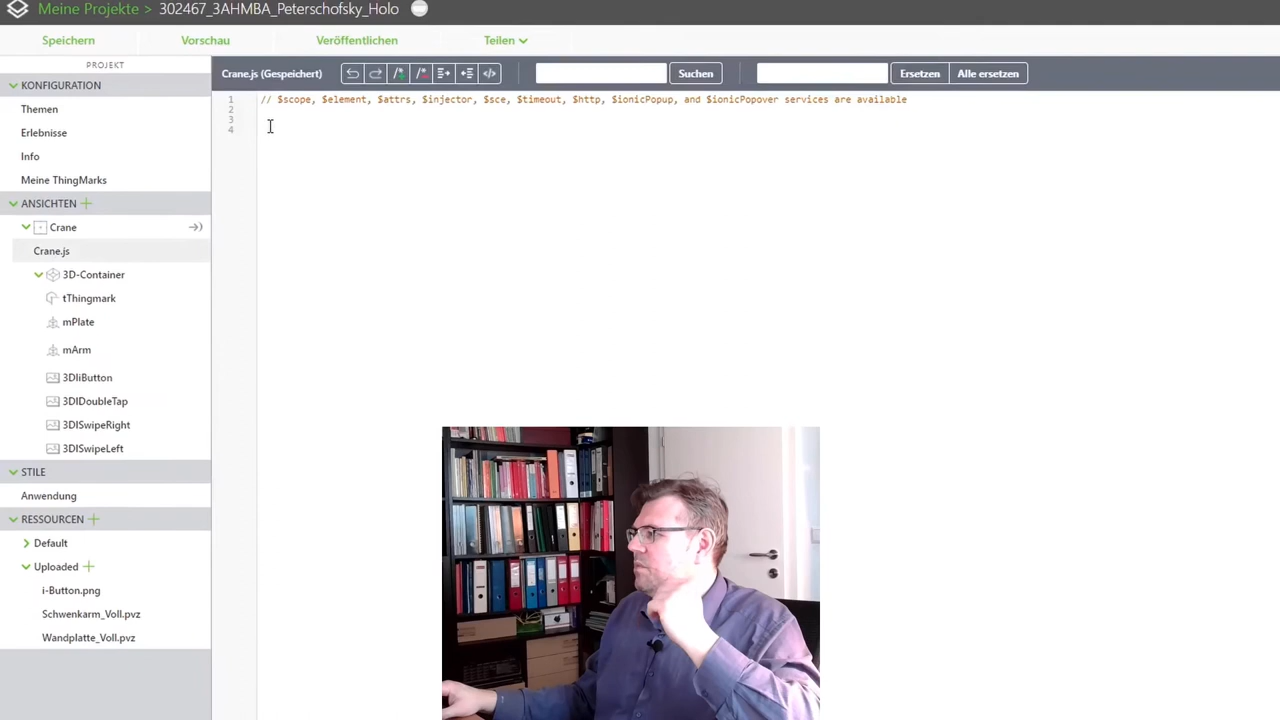 Meine Projekte > 302467_3AHMBA_Peterschofsky_Holo
Speichern
Vorschau
Veröffentlichen
Teilen
PROJEKT
KONFIGURATION
Themen
Erlebnisse
Info
Meine ThingMarks
ANSICHTEN
Crane
Crane.js
3D-Container
tThingmark
mPlate
mArm
3DIiButton
3DIDoubleTap
3DISwipeRight
3DISwipeLeft
STILE
Anwendung
RESSOURCEN
Default
Uploaded
i-Button.png
Schwenkarm_Voll.pvz
Wandplatte_Voll.pvz
Crane.js (Gespeichert)
Suchen
Ersetzen
Alle ersetzen
1 // $scope, $element, $attrs, $injector, $sce, $timeout, $http, $ionicPopup, and $ionicPopover services are available
2
3
4